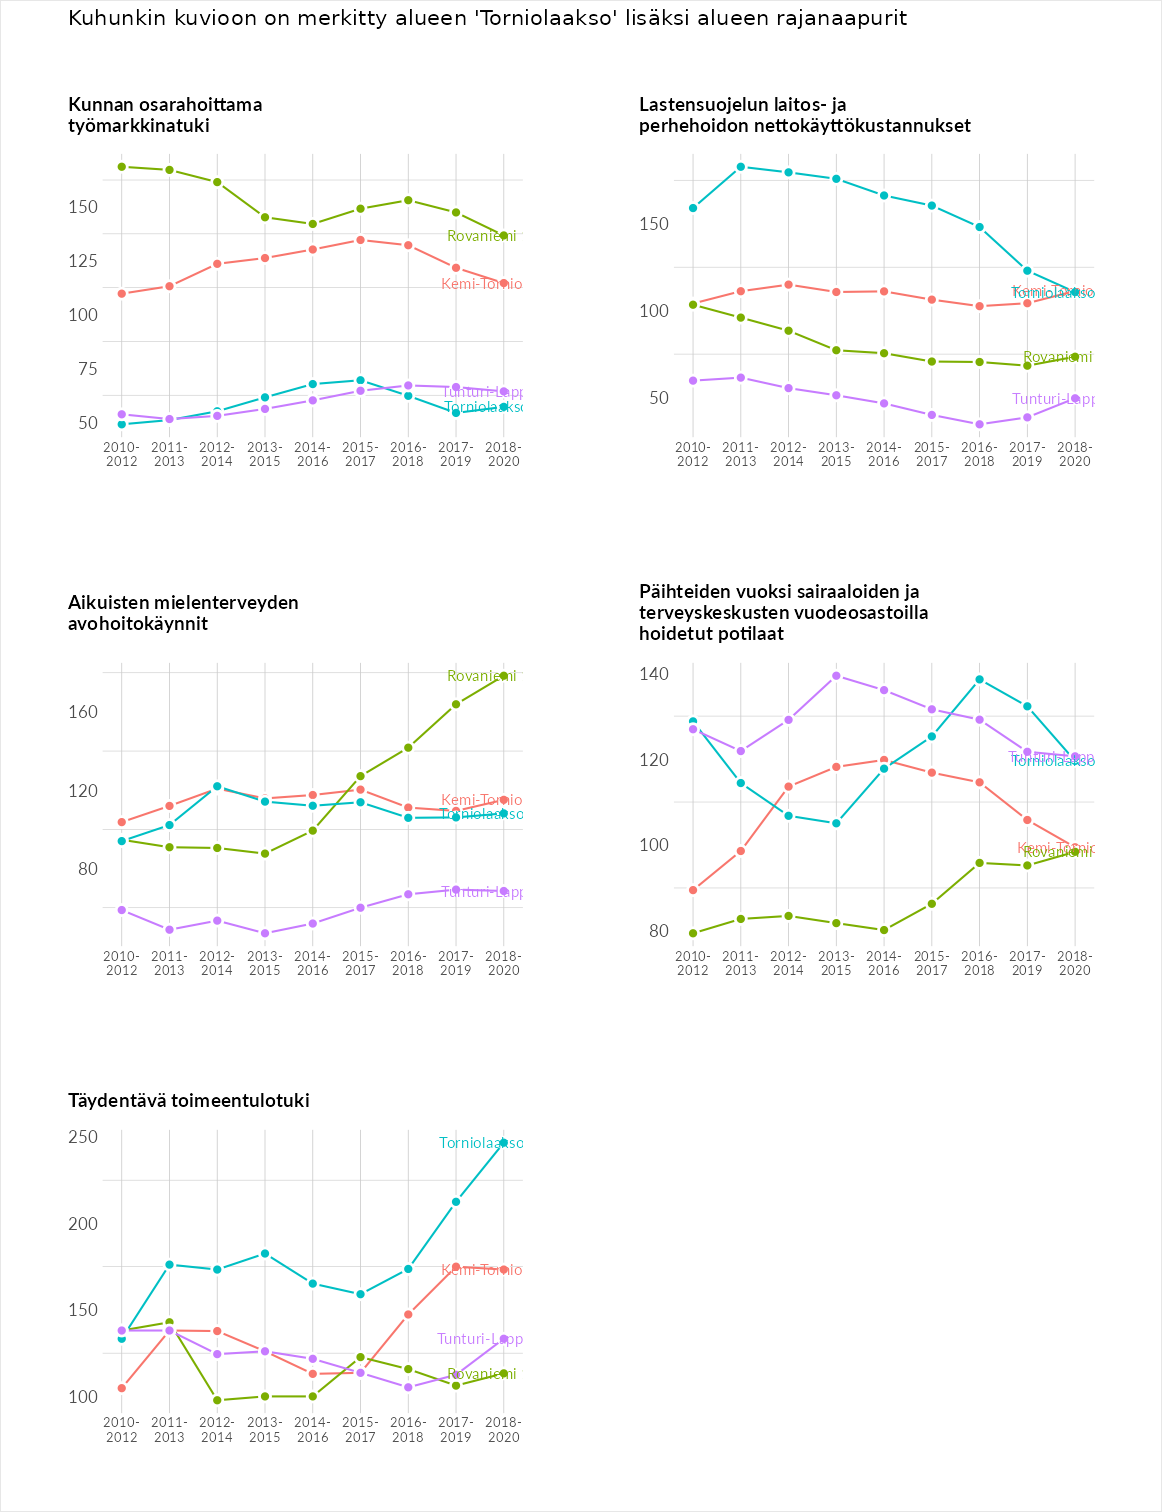 Kuhunkin kuvioon on merkitty alueen 'Torniolaakso' lisäksi alueen rajanaapurit
Kunnan osarahoittama
työmarkkinatuki
150
125
100
75
50
Rovaniemi
Kemi-Tornio
Tunturi-Lapp
Torniolaakso
2010- 2011- 2012- 2013- 2014- 2015- 2016- 2017- 2018-
2012 2013 2014 2015 2016 2017 2018 2019 2020
Lastensuojelun laitos- ja
perhehoidon nettokäyttökustannukset
150
100
50
Kemi-Tornio
Torniolaakso
Rovaniemi
Tunturi-Lapp
2010- 2011- 2012- 2013- 2014- 2015- 2016- 2017- 2018-
2012 2013 2014 2015 2016 2017 2018 2019 2020
Aikuisten mielenterveyden
avohoitokäynnit
160
120
80
Rovaniemi
Kemi-Tornio
Torniolaakso
Tunturi-Lapp
2010- 2011- 2012- 2013- 2014- 2015- 2016- 2017- 2018-
2012 2013 2014 2015 2016 2017 2018 2019 2020
Päihteiden vuoksi sairaaloiden ja
terveyskeskusten vuodeosastoilla
hoidetut potilaat
140
120
100
80
Tunturi-Lapp
Torniolaakso
Kemi-Tornio
Rovaniemi
2010- 2011- 2012- 2013- 2014- 2015- 2016- 2017- 2018-
2012 2013 2014 2015 2016 2017 2018 2019 2020
Täydentävä toimeentulotuki
250
200
150
100
Torniolaakso
Kemi-Tornio
Tunturi-Lapp
Rovaniemi
2010- 2011- 2012- 2013- 2014- 2015- 2016- 2017- 2018-
2012 2013 2014 2015 2016 2017 2018 2019 2020